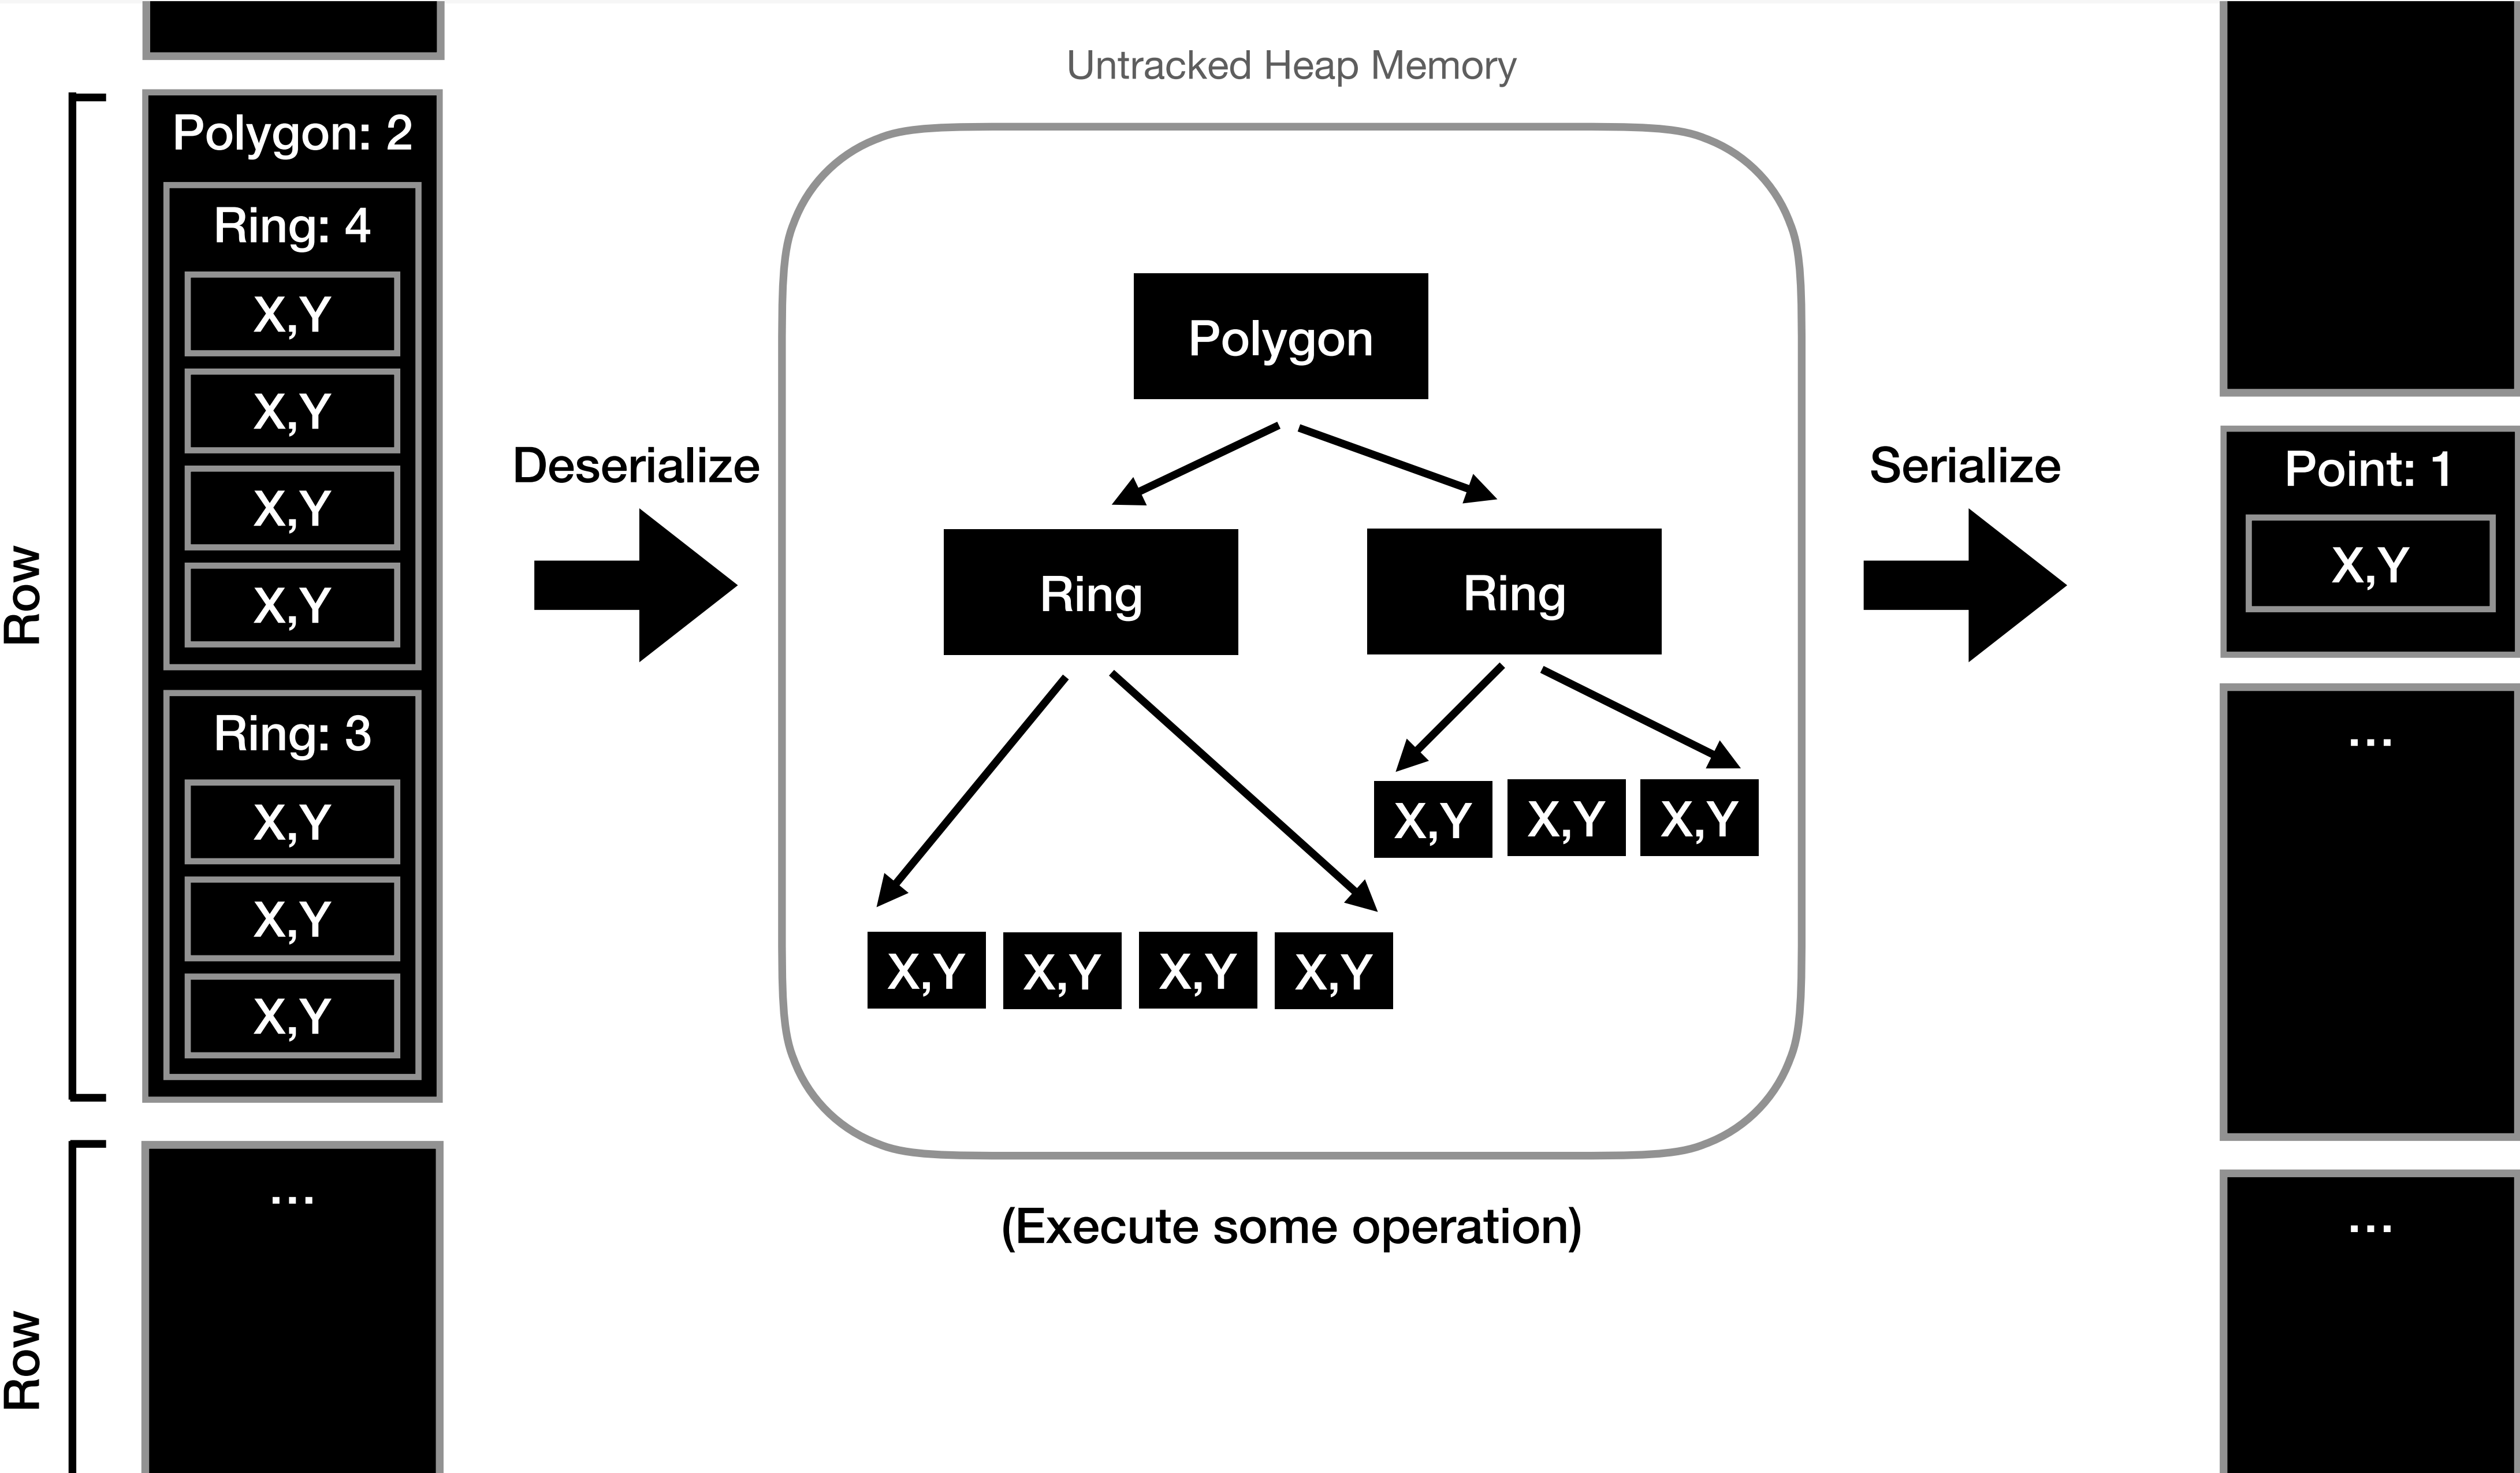 Row
Polygon: 2
Ring: 4
X,Y
X,Y
X,Y
X,Y
Ring: 3
X,Y
X,Y
X,Y
Row
...
Deserialize
Untracked Heap Memory
Polygon
Ring
Ring
X,Y
X,Y
X,Y
X,Y
X,Y
X,Y
X,Y
(Execute some operation)
Serialize
Point: 1
X,Y
...
...